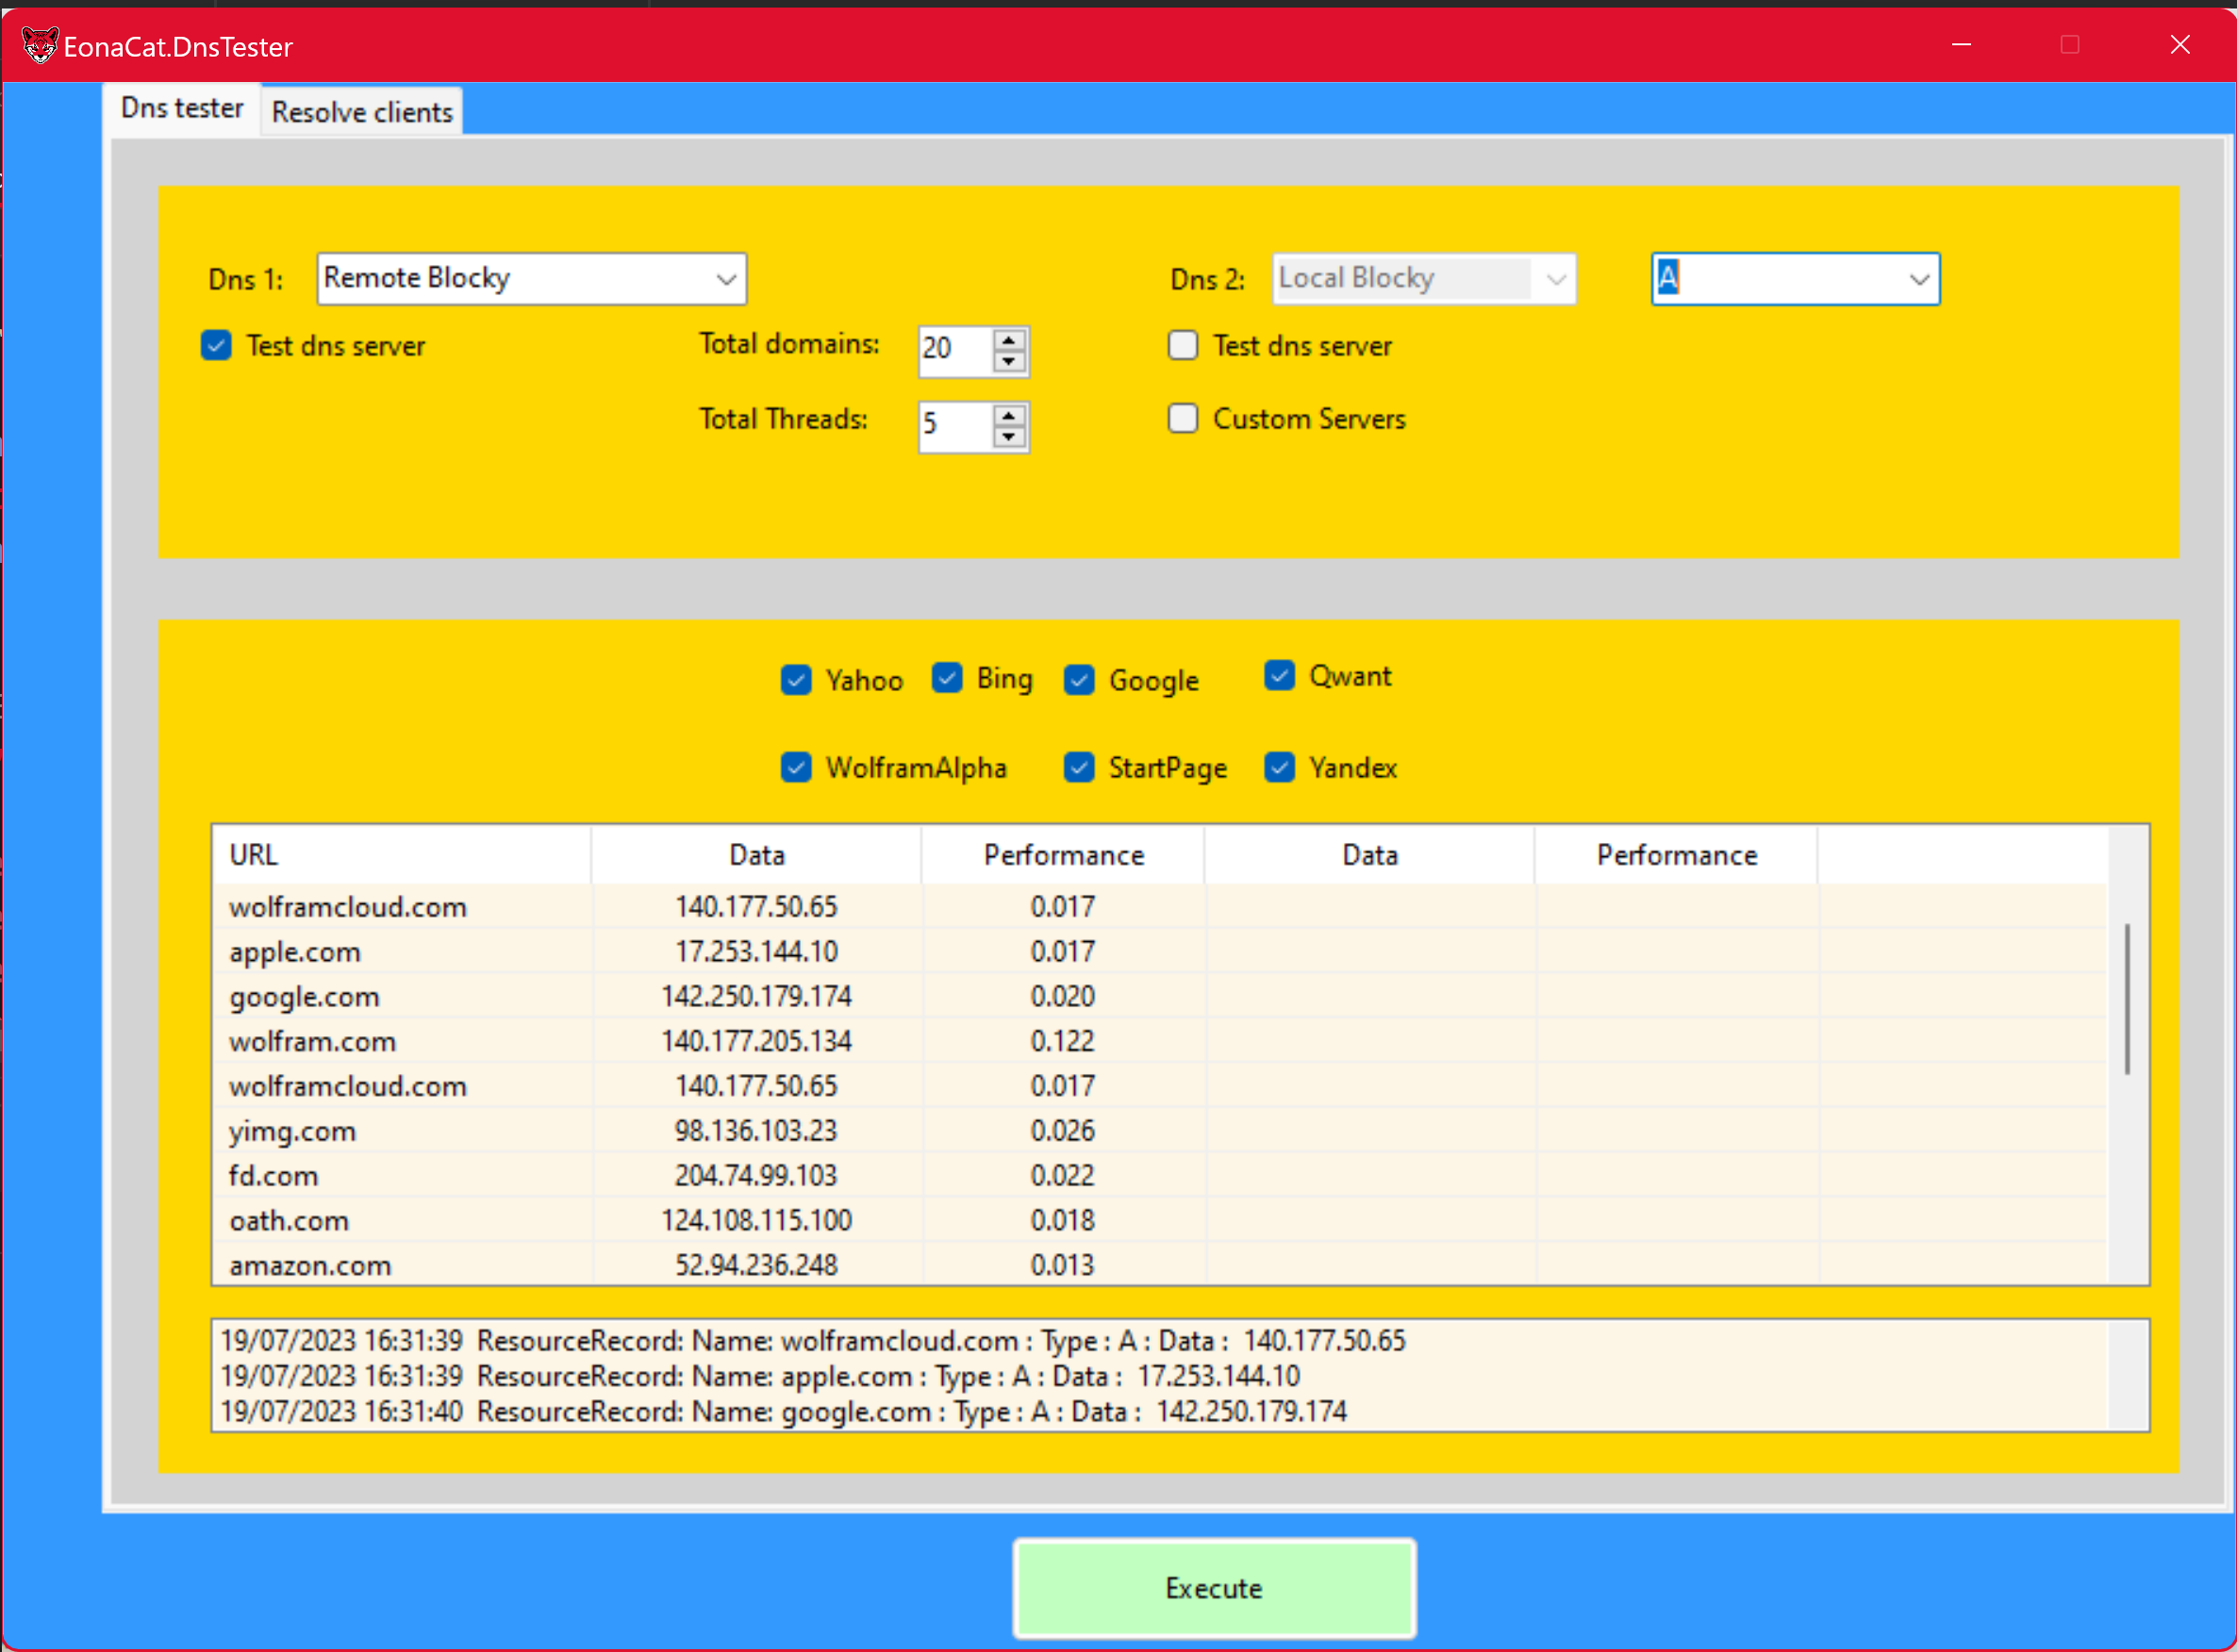 EonaCat.DnsTester
Dns tester Resolve clients
Dns 1: Remote Blocky Dns 2: Local Blocky A
Test dns server Total domains: 20 Test dns server
Total Threads: 5 Custom Servers
Yahoo Bing Google Qwant
WolframAlpha StartPage Yandex
URL Data Performance Data Performance
wolframcloud.com 140.177.50.65 0.017
apple.com 17.253.144.10 0.017
google.com 142.250.179.174 0.020
wolfram.com 140.177.205.134 0.122
wolframcloud.com 140.177.50.65 0.017
yimg.com 98.136.103.23 0.026
fd.com 204.74.99.103 0.022
oath.com 124.108.115.100 0.018
amazon.com 52.94.236.248 0.013
19/07/2023 16:31:39 ResourceRecord: Name: wolframcloud.com : Type : A : Data : 140.177.50.65
19/07/2023 16:31:39 ResourceRecord: Name: apple.com : Type : A : Data : 17.253.144.10
19/07/2023 16:31:40 ResourceRecord: Name: google.com : Type : A : Data : 142.250.179.174
Execute